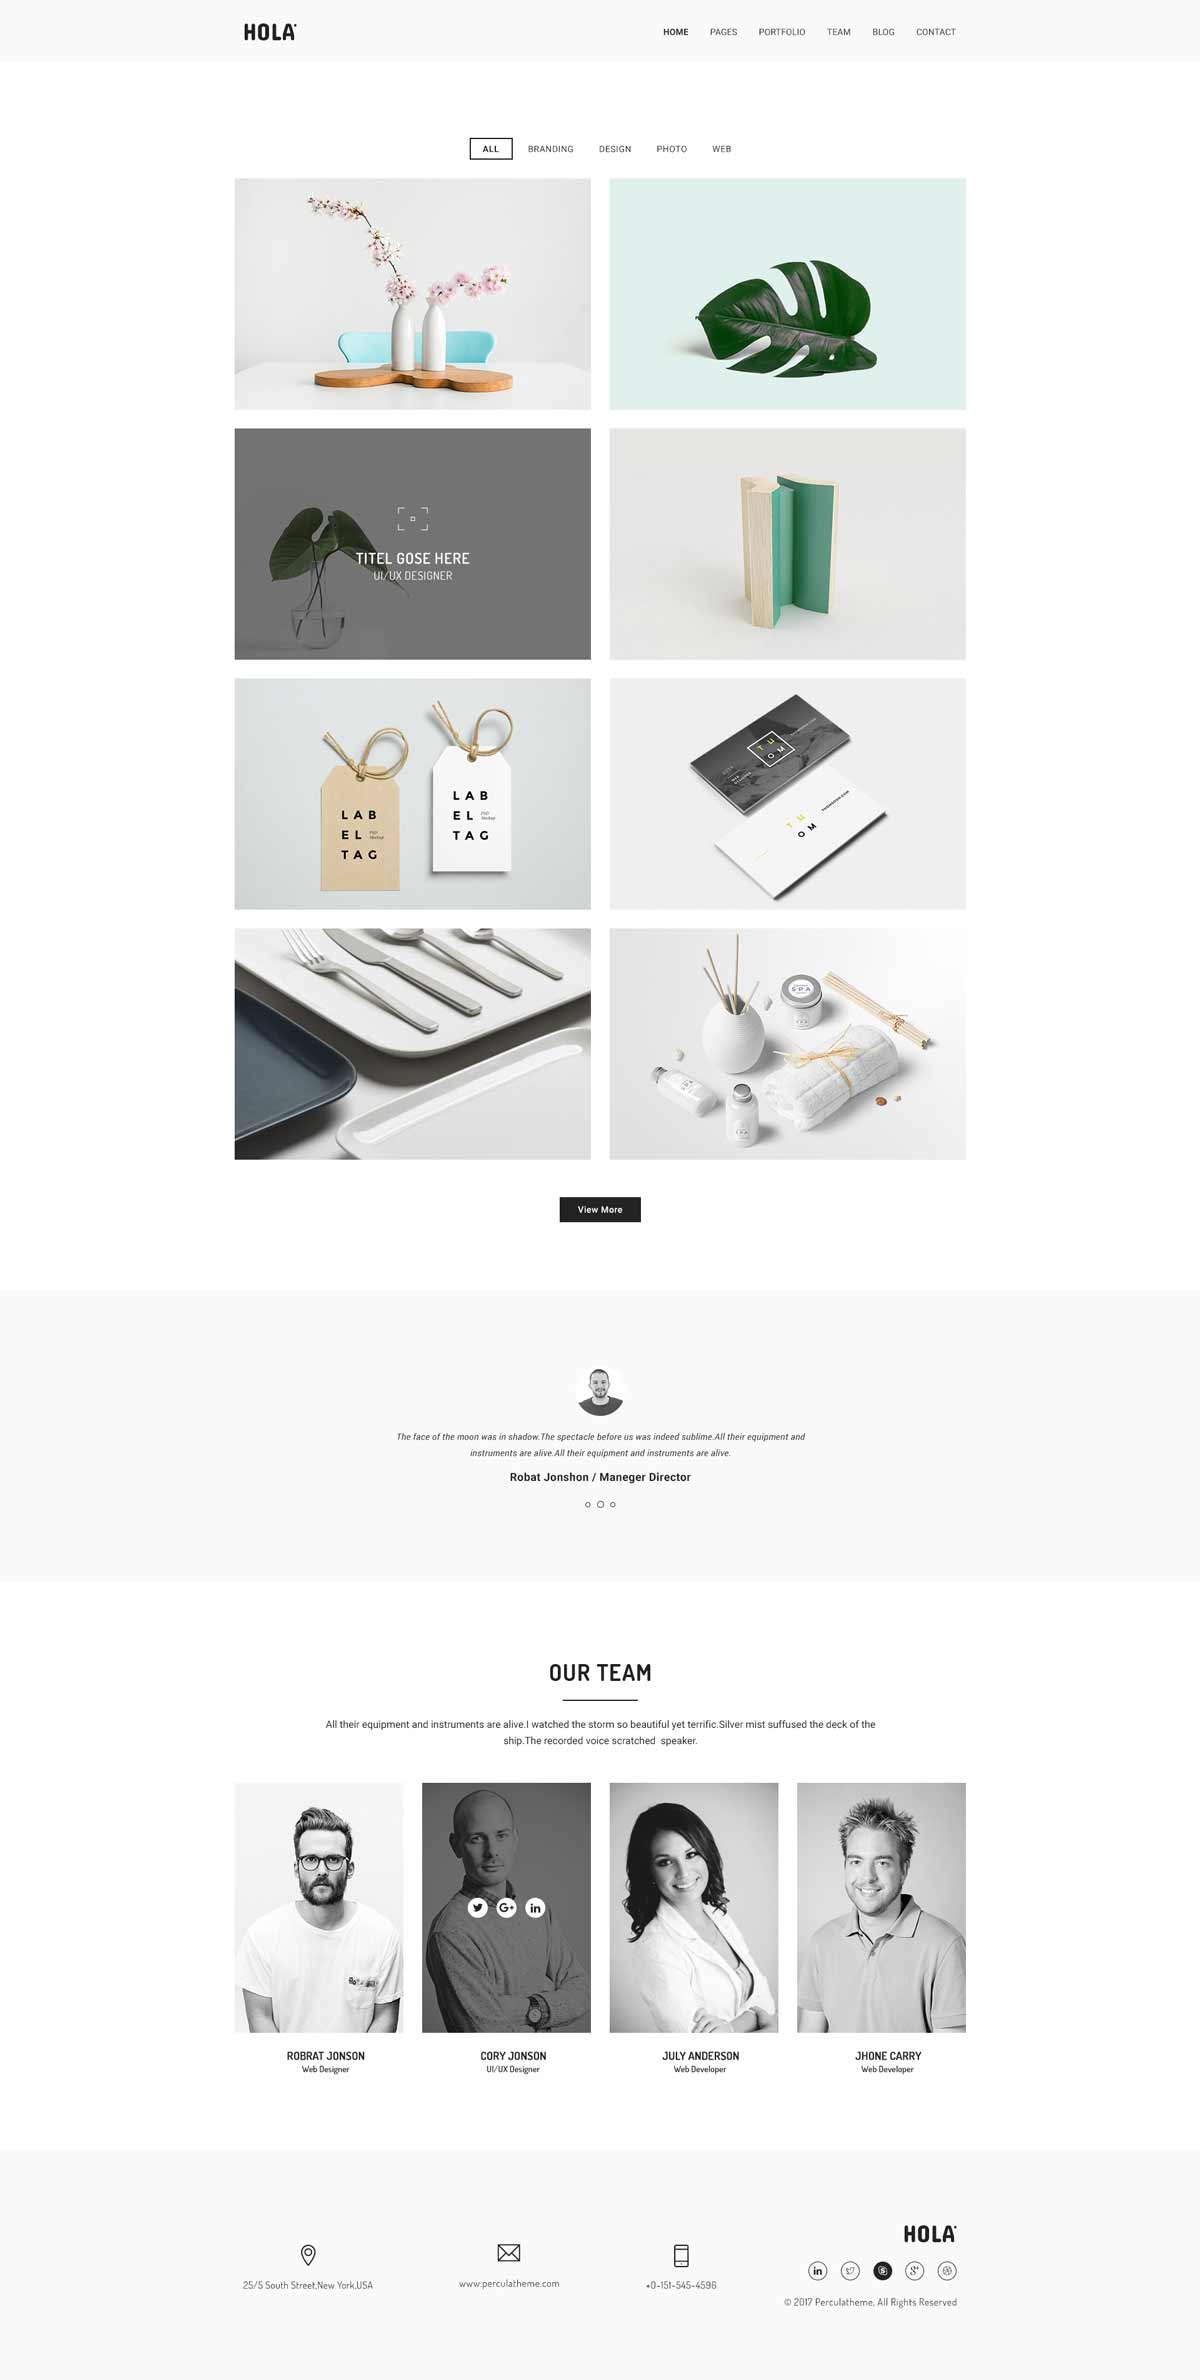 HOLA
HOME PAGES PORTFOLIO TEAM BLOG CONTACT
ALL BRANDING DESIGN PHOTO WEB
TITEL GOSE HERE
UI/UX DESIGNER
LAB
EL PSD Mockup
TAG
LAB
EL PSD Mockup
TAG
TU
OM
TU
OM
SPA
SPA
View More
The face of the moon was in shadow.The spectacle before us was indeed sublime.All their equipment and
instruments are alive.All their equipment and instruments are alive.
Robat Jonshon / Maneger Director
OUR TEAM
All their equipment and instruments are alive.I watched the storm so beautiful yet terrific.Silver mist suffused the deck of the
ship.The recorded voice scratched speaker.
ROBRAT JONSON
Web Designer
CORY JONSON
UI/UX Designer
JULY ANDERSON
Web Developer
JHONE CARRY
Web Developer
25/5 South Street,New York,USA
www.perculatheme.com
+0-151-545-4596
HOLA
© 2017 Perculatheme, All Rights Reserved